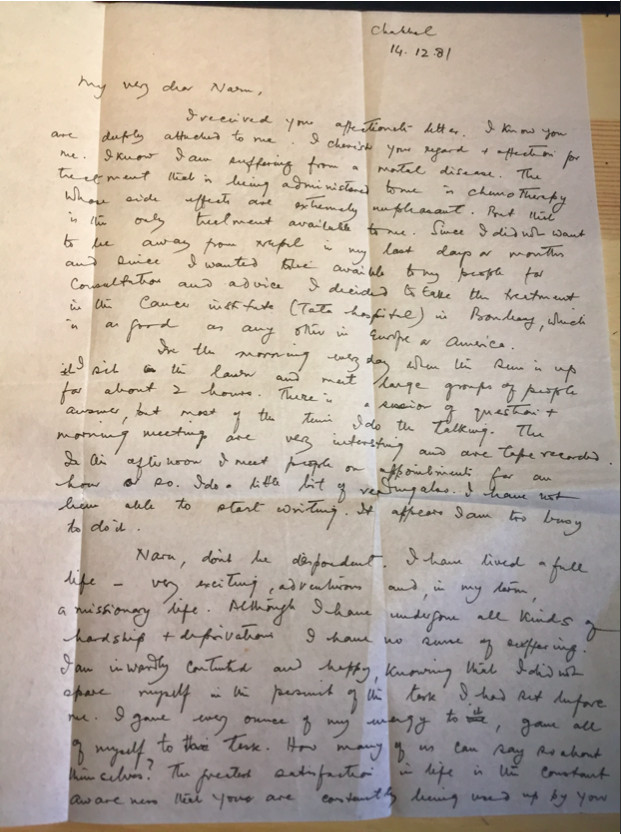 Chabhil
14.12.81
My very dear Naru,
I received your affectionate letter. I know you
are deeply attached to me. I cherish your regard + affection for
me. I know I am suffering from a mortal disease. The
treatment that is being administered to me is chemotherapy
whose side effects are extremely unpleasant. But that
is the only treatment available to me. Since I did not want
to be away from Nepal in my last days or months
and since I wanted to be available to my people for
consultation and advice I decided to take the treatment
in the Cancer institute (Tata hospital) in Bombay, which
is as good as any other in Europe or America.
In the morning every day when the sun is up
I sit in the lawn and meet large groups of people
for about 2 hours. There is a session of question +
answer, but most of the time I do the talking. The
morning meeting are very interesting and are tape recorded.
In the afternoon I meet people on appointment for an
hour or so. I do a little bit of reading also. I have not
been able to start writing. It appears I am too busy
to do it.
Naru, don't be despondent. I have lived a full
life – very exciting, adventurous and, in my term,
a missionary life. Although I have undergone all kinds of
hardship + deprivations I have no sense of suffering.
I am inwardly contented and happy, knowing that I did not
spare myself in the pursuit of the task I had set before
me. I gave every ounce of my energy to it, gave all
of myself to this task. How many of us can say so about
themselves? The greatest satisfaction in life is the constant
awareness that you are constantly being used up by your